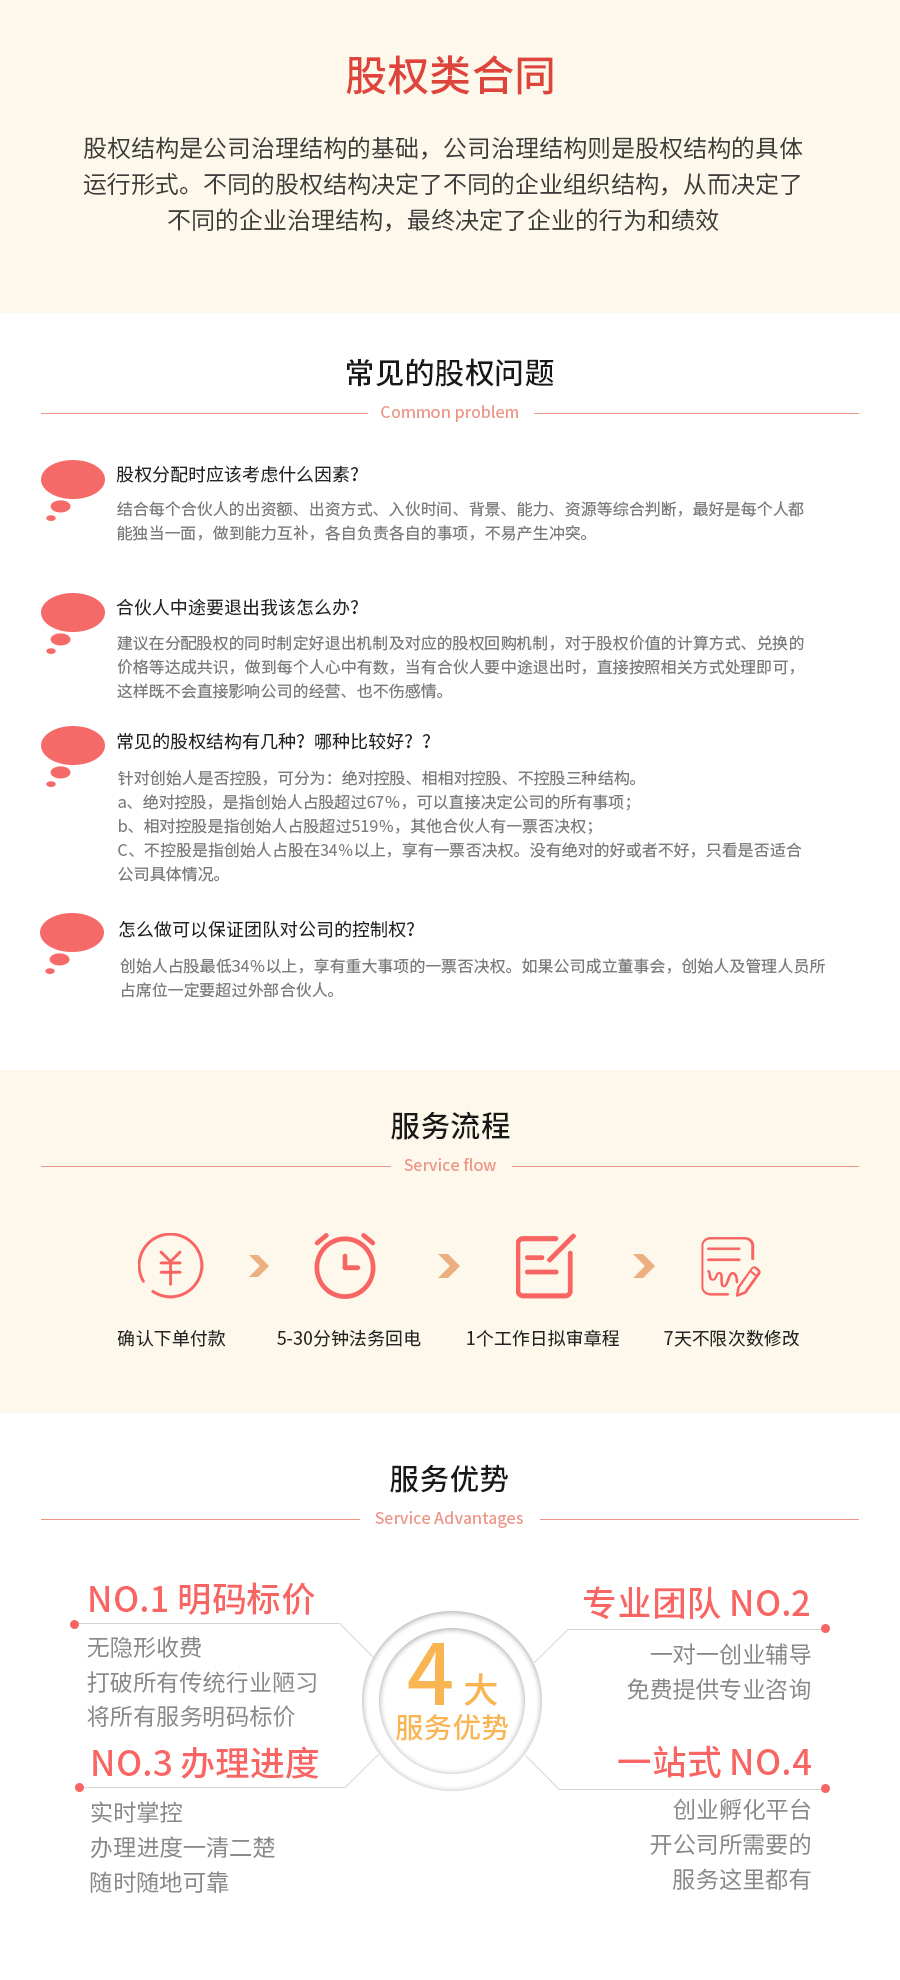 股权类合同
股权结构是公司治理结构的基础，公司治理结构则是股权结构的具体
运行形式。不同的股权结构决定了不同的企业组织结构，从而决定了
不同的企业治理结构，最终决定了企业的行为和绩效
常见的股权问题
Common problem
股权分配时应该考虑什么因素？
结合每个合伙人的出资额、出资方式、入伙时间、背景、能力、资源等综合判断，最好是每个人都
能独当一面，做到能力互补，各自负责各自的事项，不易产生冲突。
合伙人中途要退出我该怎么办？
建议在分配股权的同时制定好退出机制及对应的股权回购机制，对于股权价值的计算方式、兑换的
价格等达成共识，做到每个人心中有数，当有合伙人要中途退出时，直接按照相关方式处理即可，
这样既不会直接影响公司的经营、也不伤感情。
常见的股权结构有几种？哪种比较好？？
针对创始人是否控股，可分为：绝对控股、相相对控股、不控股三种结构。
a、绝对控股，是指创始人占股超过67%，可以直接决定公司的所有事项；
b、相对控股是指创始人占股超过519%，其他合伙人有一票否决权；
C、不控股是指创始人占股在34%以上，享有一票否决权。没有绝对的好或者不好，只看是否适合
公司具体情况。
怎么做可以保证团队对公司的控制权？
创始人占股最低34%以上，享有重大事项的一票否决权。如果公司成立董事会，创始人及管理人员所
占席位一定要超过外部合伙人。
服务流程
Service flow
确认下单付款
5-30分钟法务回电
1个工作日拟审章程
7天不限次数修改
服务优势
Service Advantages
NO.1 明码标价
无隐形收费
打破所有传统行业陋习
将所有服务明码标价
专业团队 NO.2
一对一创业辅导
免费提供专业咨询
4 大
服务优势
NO.3 办理进度
实时掌控
办理进度一清二楚
随时随地可靠
一站式 NO.4
创业孵化平台
开公司所需要的
服务这里都有